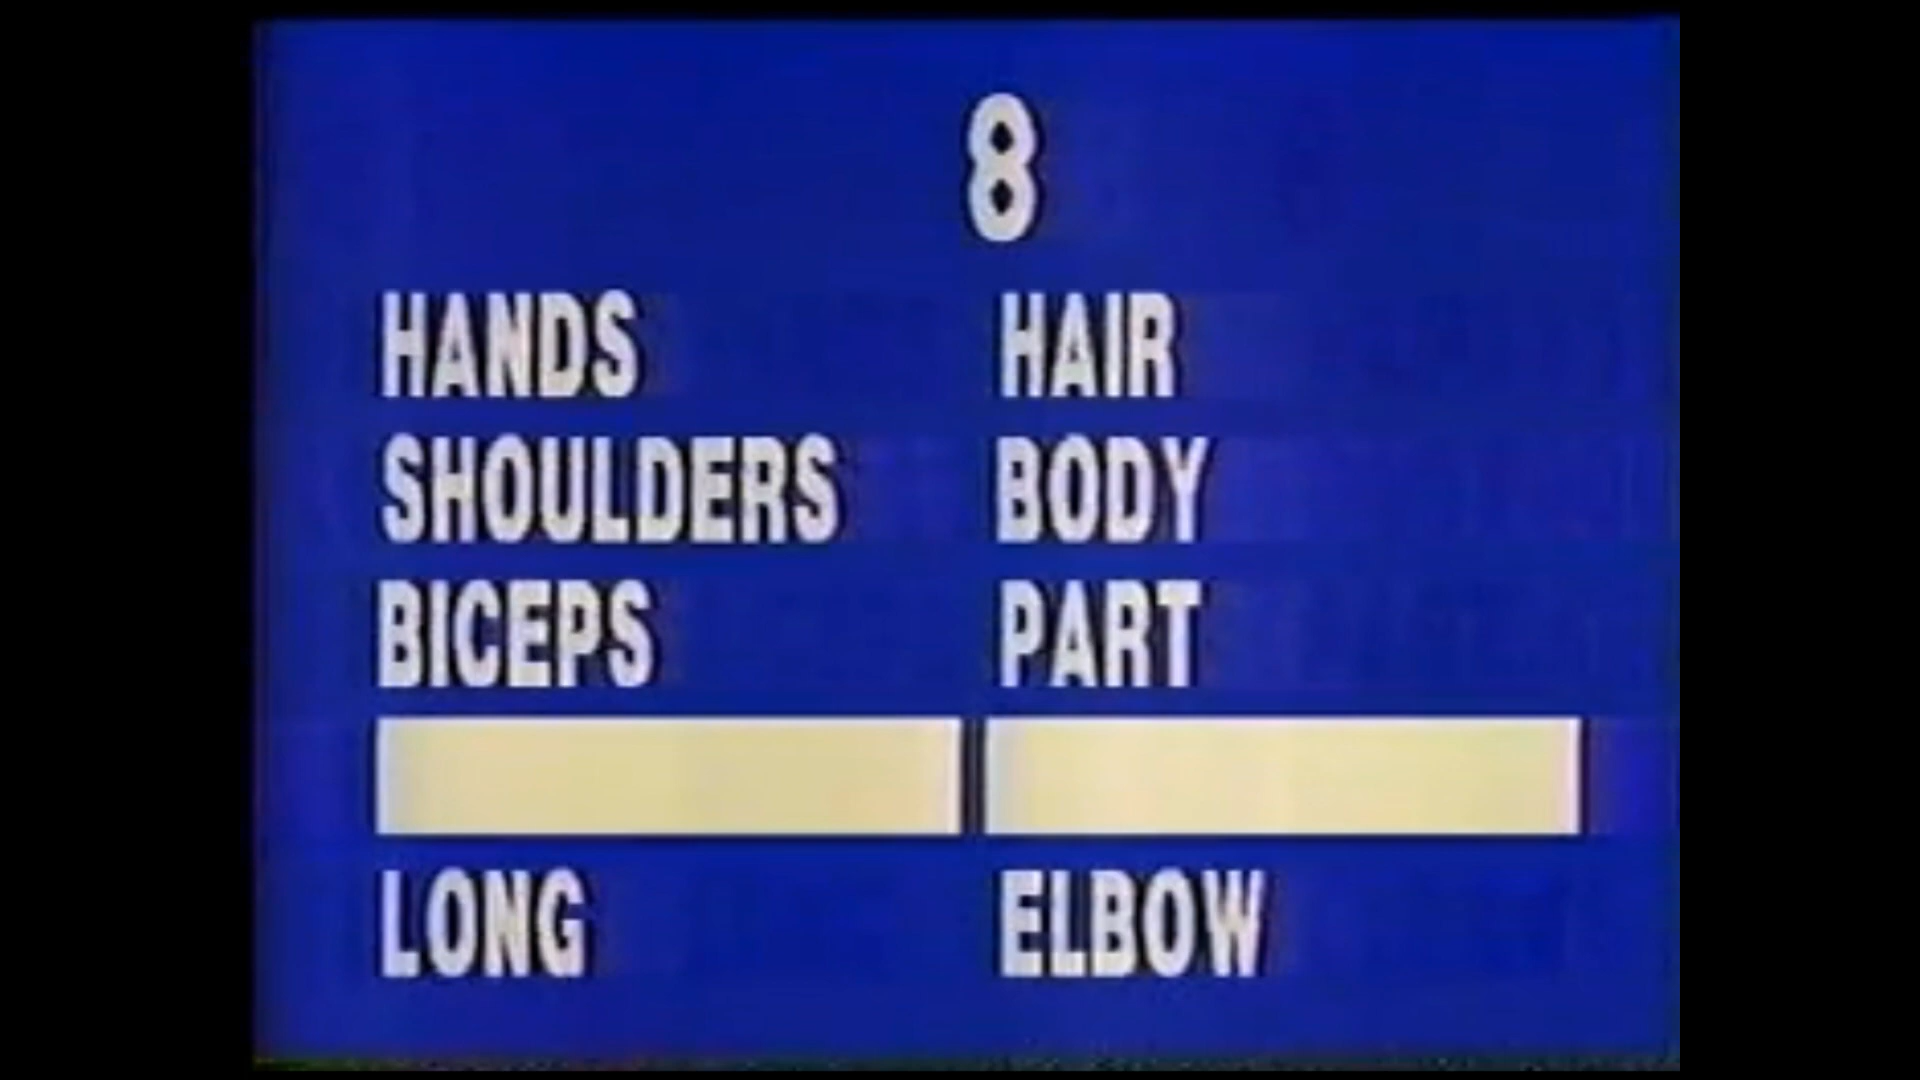 8
HANDS HAIR
SHOULDERS BODY
BICEPS PART
LONG ELBOW